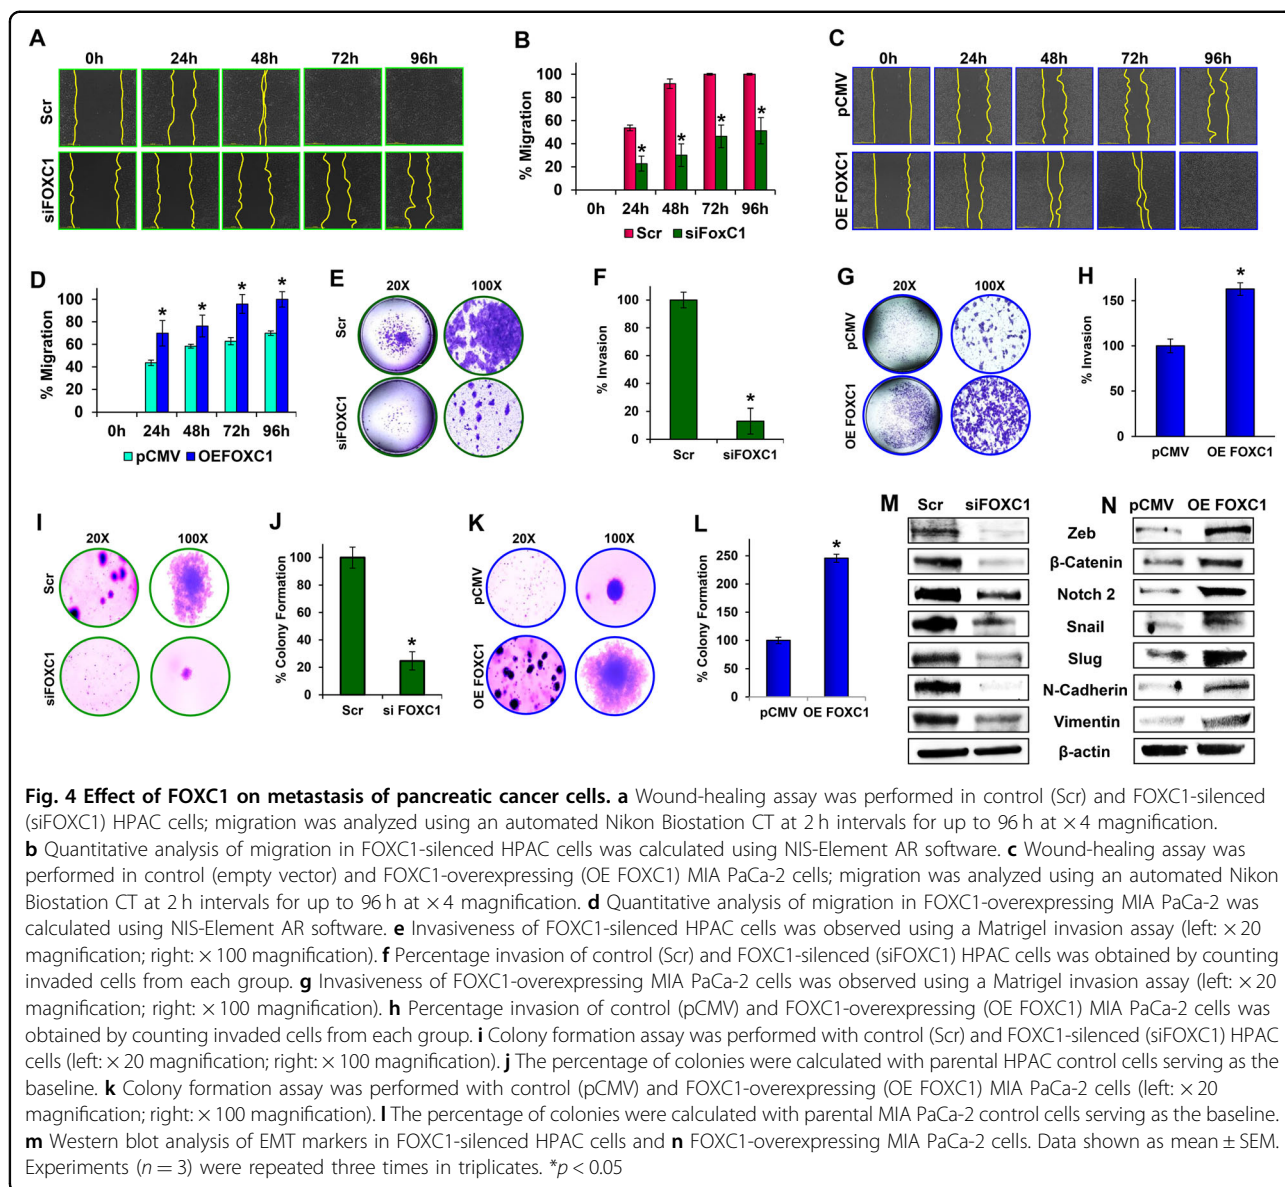 A
0h 24h 48h 72h 96h
Scr
siFOXC1
B
% Migration
100
80
60
40
20
0
* * * *
0h 24h 48h 72h 96h
Scr siFoxC1
C
0h 24h 48h 72h 96h
pCMV
OE FOXC1
D
% Migration
100
80
60
40
20
0
* * * *
0h 24h 48h 72h 96h
pCMV OEFOXC1
E
20X 100X
Scr
siFOXC1
F
% Invasion
100
80
60
40
20
0
*
Scr siFOXC1
G
20X 100X
pCMV
OE FOXC1
H
% Invasion
150
100
50
0
*
pCMV OE FOXC1
I
20X 100X
Scr
siFOXC1
J
% Colony Formation
100
80
60
40
20
0
*
Scr si FOXC1
K
20X 100X
pCMV
OE FOXC1
L
% Colony Formation
250
200
150
100
50
0
*
pCMV OE FOXC1
M Scr siFOXC1 N pCMV OE FOXC1
Zeb
β-Catenin
Notch 2
Snail
Slug
N-Cadherin
Vimentin
β-actin
Fig. 4 Effect of FOXC1 on metastasis of pancreatic cancer cells. a Wound-healing assay was performed in control (Scr) and FOXC1-silenced
(siFOXC1) HPAC cells; migration was analyzed using an automated Nikon Biostation CT at 2 h intervals for up to 96 h at × 4 magnification.
b Quantitative analysis of migration in FOXC1-silenced HPAC cells was calculated using NIS-Element AR software. c Wound-healing assay was
performed in control (empty vector) and FOXC1-overexpressing (OE FOXC1) MIA PaCa-2 cells; migration was analyzed using an automated Nikon
Biostation CT at 2 h intervals for up to 96 h at × 4 magnification. d Quantitative analysis of migration in FOXC1-overexpressing MIA PaCa-2 was
calculated using NIS-Element AR software. e Invasiveness of FOXC1-silenced HPAC cells was observed using a Matrigel invasion assay (left: × 20
magnification; right: × 100 magnification). f Percentage invasion of control (Scr) and FOXC1-silenced (siFOXC1) HPAC cells was obtained by counting
invaded cells from each group. g Invasiveness of FOXC1-overexpressing MIA PaCa-2 cells was observed using a Matrigel invasion assay (left: × 20
magnification; right: × 100 magnification). h Percentage invasion of control (pCMV) and FOXC1-overexpressing (OE FOXC1) MIA PaCa-2 cells was
obtained by counting invaded cells from each group. i Colony formation assay was performed with control (Scr) and FOXC1-silenced (siFOXC1) HPAC
cells (left: × 20 magnification; right: × 100 magnification). j The percentage of colonies were calculated with parental HPAC control cells serving as the
baseline. k Colony formation assay was performed with control (pCMV) and FOXC1-overexpressing (OE FOXC1) MIA PaCa-2 cells (left: × 20
magnification; right: × 100 magnification). l The percentage of colonies were calculated with parental MIA PaCa-2 control cells serving as the baseline.
m Western blot analysis of EMT markers in FOXC1-silenced HPAC cells and n FOXC1-overexpressing MIA PaCa-2 cells. Data shown as mean ± SEM.
Experiments (n = 3) were repeated three times in triplicates. *p < 0.05